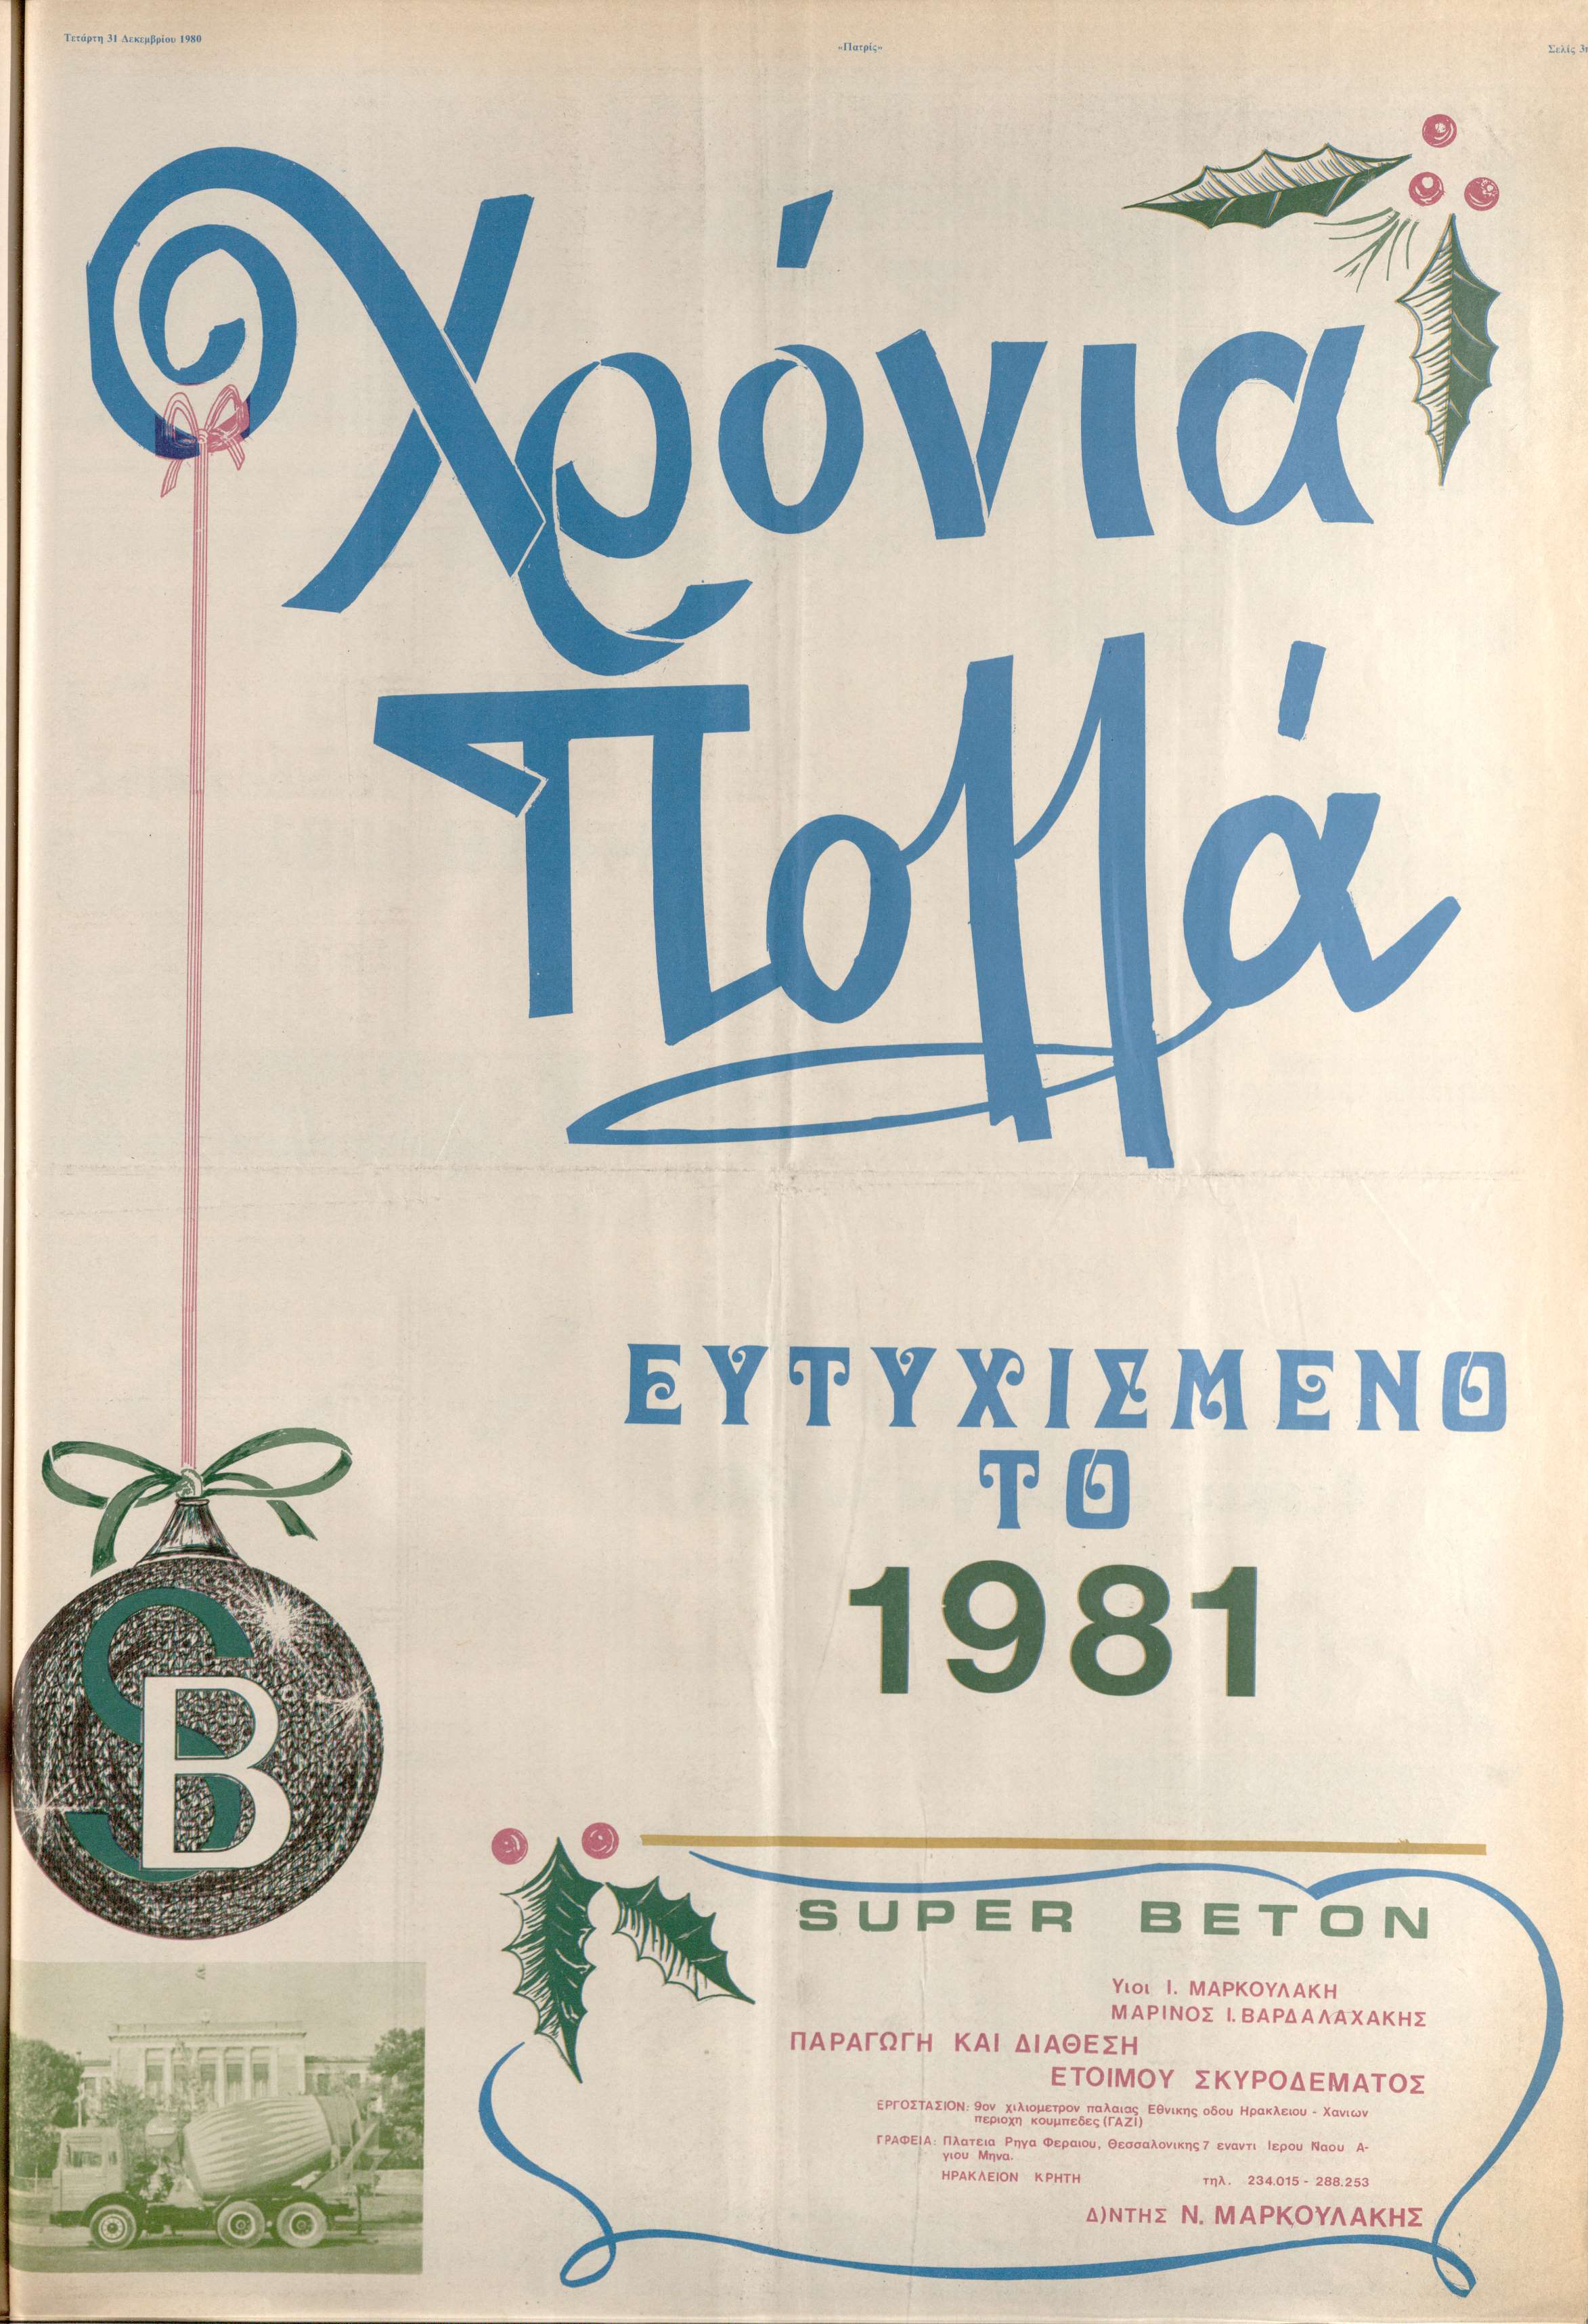 Τετάρτη 31 Δεκεμβρίου 1980
«Πατρίς»
Σελίς 3η
Χρόνια
Πολλά
ΕΥΤΥΧΙΣΜΕΝΟ
ΤΟ
1981
SB
SUPER BETON
Υιοι Ι. ΜΑΡΚΟΥΛΑΚΗ
ΜΑΡΙΝΟΣ Ι. ΒΑΡΔΑΛΑΧΑΚΗΣ
ΠΑΡΑΓΩΓΗ ΚΑΙ ΔΙΑΘΕΣΗ
ΕΤΟΙΜΟΥ ΣΚΥΡΟΔΕΜΑΤΟΣ
ΕΡΓΟΣΤΑΣΙΟΝ: 9ον χιλιομετρον παλαιας Εθνικης οδου Ηρακλειου - Χανιων
περιοχη κουμπεδες (ΓΑΖΙ)
ΓΡΑΦΕΙΑ: Πλατεια Ρηγα Φεραιου, Θεσσαλονικης 7 εναντι Ιερου Ναου Α-
γιου Μηνα.
ΗΡΑΚΛΕΙΟΝ ΚΡΗΤΗ τηλ. 234.015 - 288.253
Δ)ΝΤΗΣ Ν. ΜΑΡΚΟΥΛΑΚΗΣ